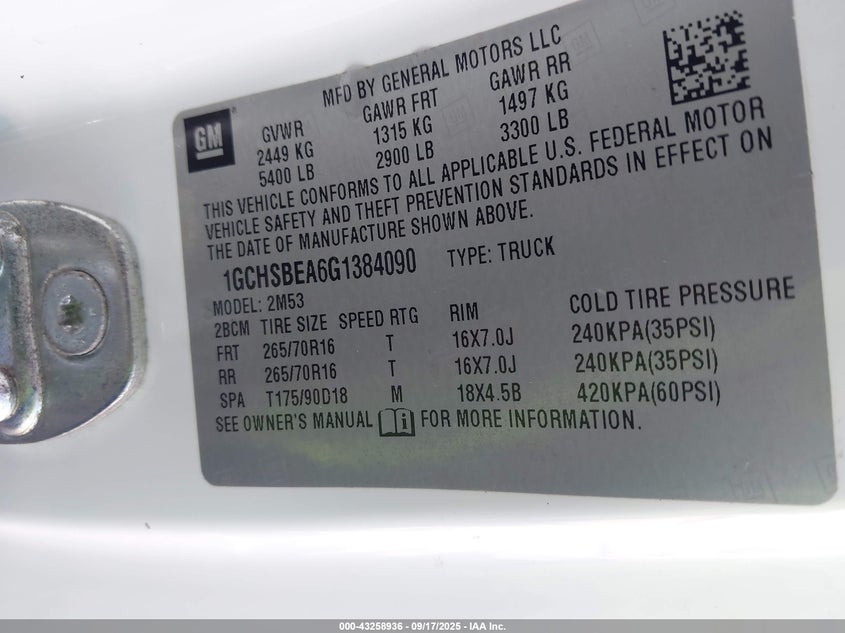 MFD BY GENERAL MOTORS LLC
GM
GVWR GAWR FRT GAWR RR
2449 KG 1315 KG 1497 KG
5400 LB 2900 LB 3300 LB
THIS VEHICLE CONFORMS TO ALL APPLICABLE U.S. FEDERAL MOTOR
VEHICLE SAFETY AND THEFT PREVENTION STANDARDS IN EFFECT ON
THE DATE OF MANUFACTURE SHOWN ABOVE.
1GCHSBEA6G1384090 TYPE: TRUCK
MODEL: 2M53
2BCM TIRE SIZE SPEED RTG RIM COLD TIRE PRESSURE
FRT 265/70R16 T 16X7.0J 240KPA(35PSI)
RR 265/70R16 T 16X7.0J 240KPA(35PSI)
SPA T175/90D18 M 18X4.5B 420KPA(60PSI)
SEE OWNER'S MANUAL FOR MORE INFORMATION.
000-43258936 - 09/17/2025 - IAA Inc.